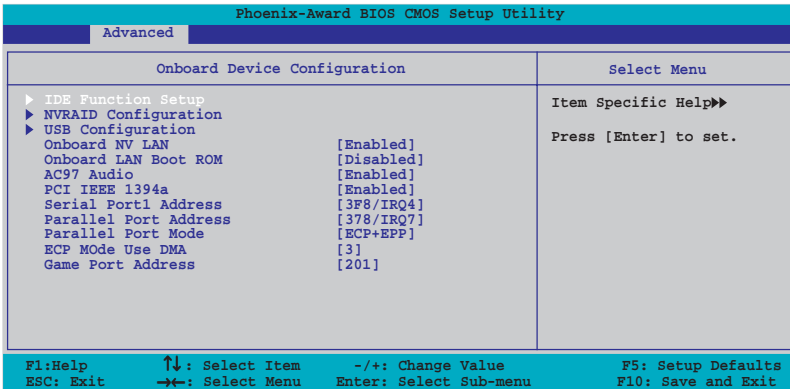 Phoenix-Award BIOS CMOS Setup Utility
Advanced
Onboard Device Configuration
Select Menu
IDE Function Setup
NVRAID Configuration
USB Configuration
Onboard NV LAN [Enabled]
Onboard LAN Boot ROM [Disabled]
AC97 Audio [Enabled]
PCI IEEE 1394a [Enabled]
Serial Port1 Address [3F8/IRQ4]
Parallel Port Address [378/IRQ7]
Parallel Port Mode [ECP+EPP]
ECP MOde Use DMA [3]
Game Port Address [201]
Item Specific Help
Press [Enter] to set.
F1:Help ↑↓: Select Item -/+: Change Value F5: Setup Defaults
ESC: Exit →←: Select Menu Enter: Select Sub-menu F10: Save and Exit